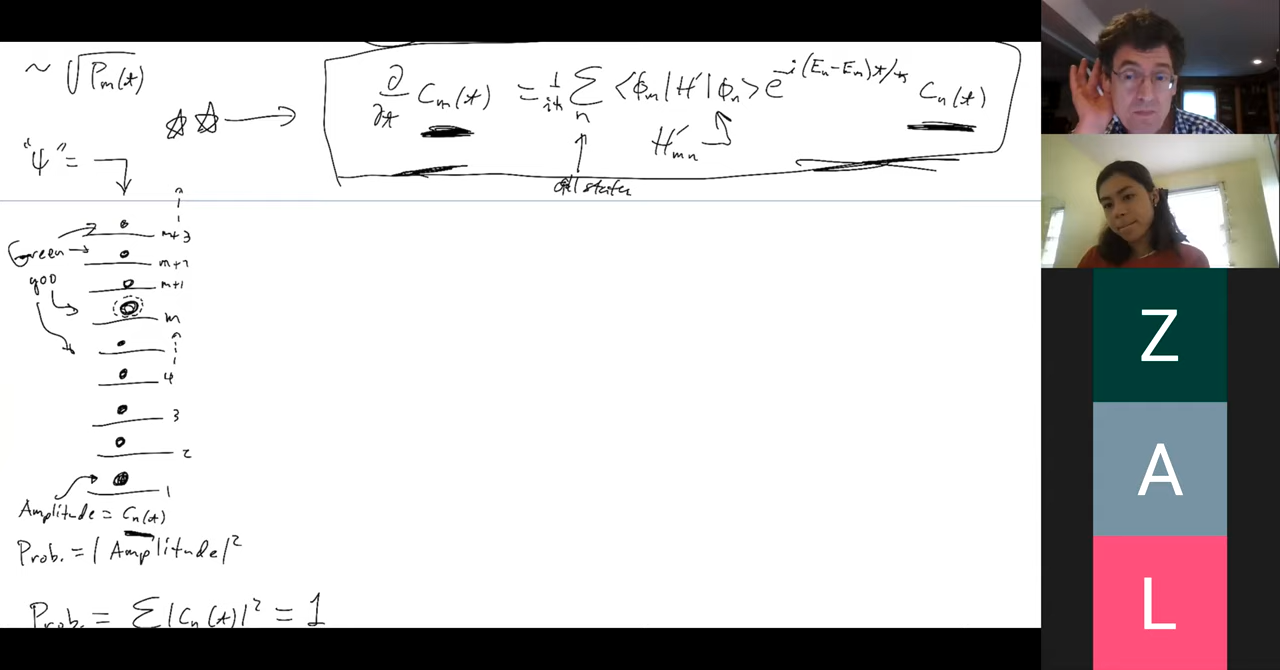 ~ √Pm(t)
∂/∂t Cm(t) = 1/iħ Σn <ϕm|H'|ϕn> e^-i(En-Em)t/ħ Cn(t)
H'mn
all states
"Ψ" =
m+3
Green
m+2
goo
m+1
m
4
3
2
1
Amplitude = Cn(t)
Prob. = |Amplitude|²
Prob. = Σ|Cn(t)|² = 1
Z
A
L